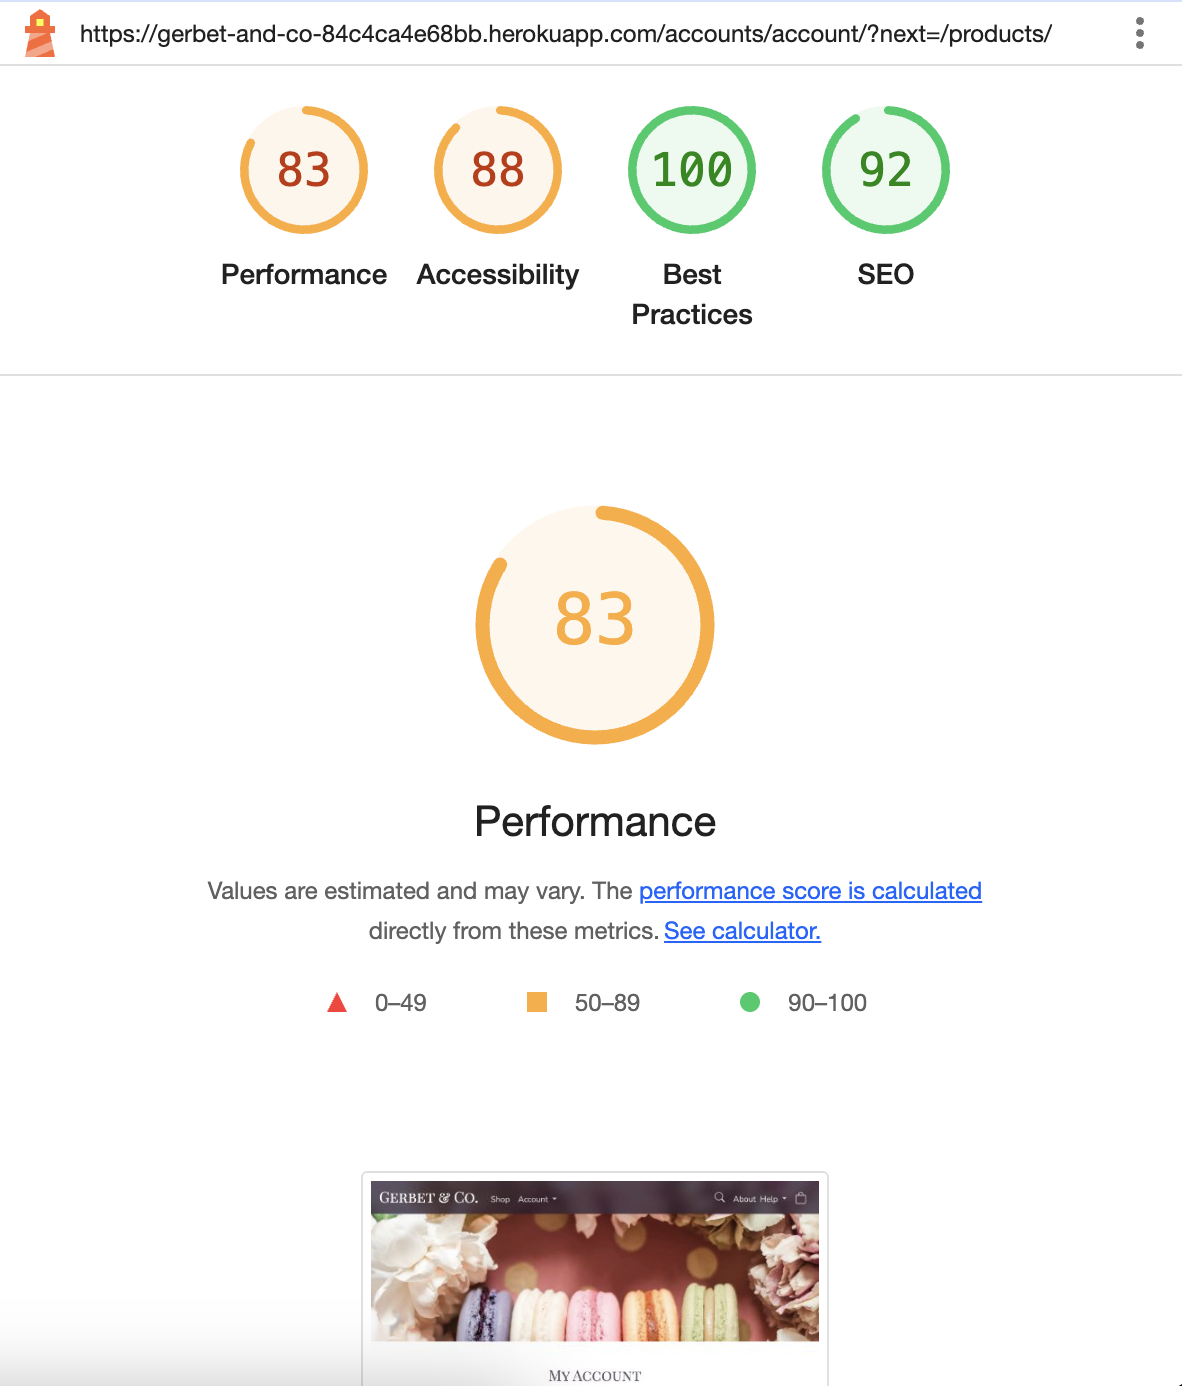 https://gerbet-and-co-84c4ca4e68bb.herokuapp.com/accounts/account/?next=/products/
83
88
100
92
Performance
Accessibility
Best
Practices
SEO
83
Performance
Values are estimated and may vary. The performance score is calculated
directly from these metrics. See calculator.
0–49
50–89
90–100
GERBET & CO. Shop Account About Help
MY ACCOUNT